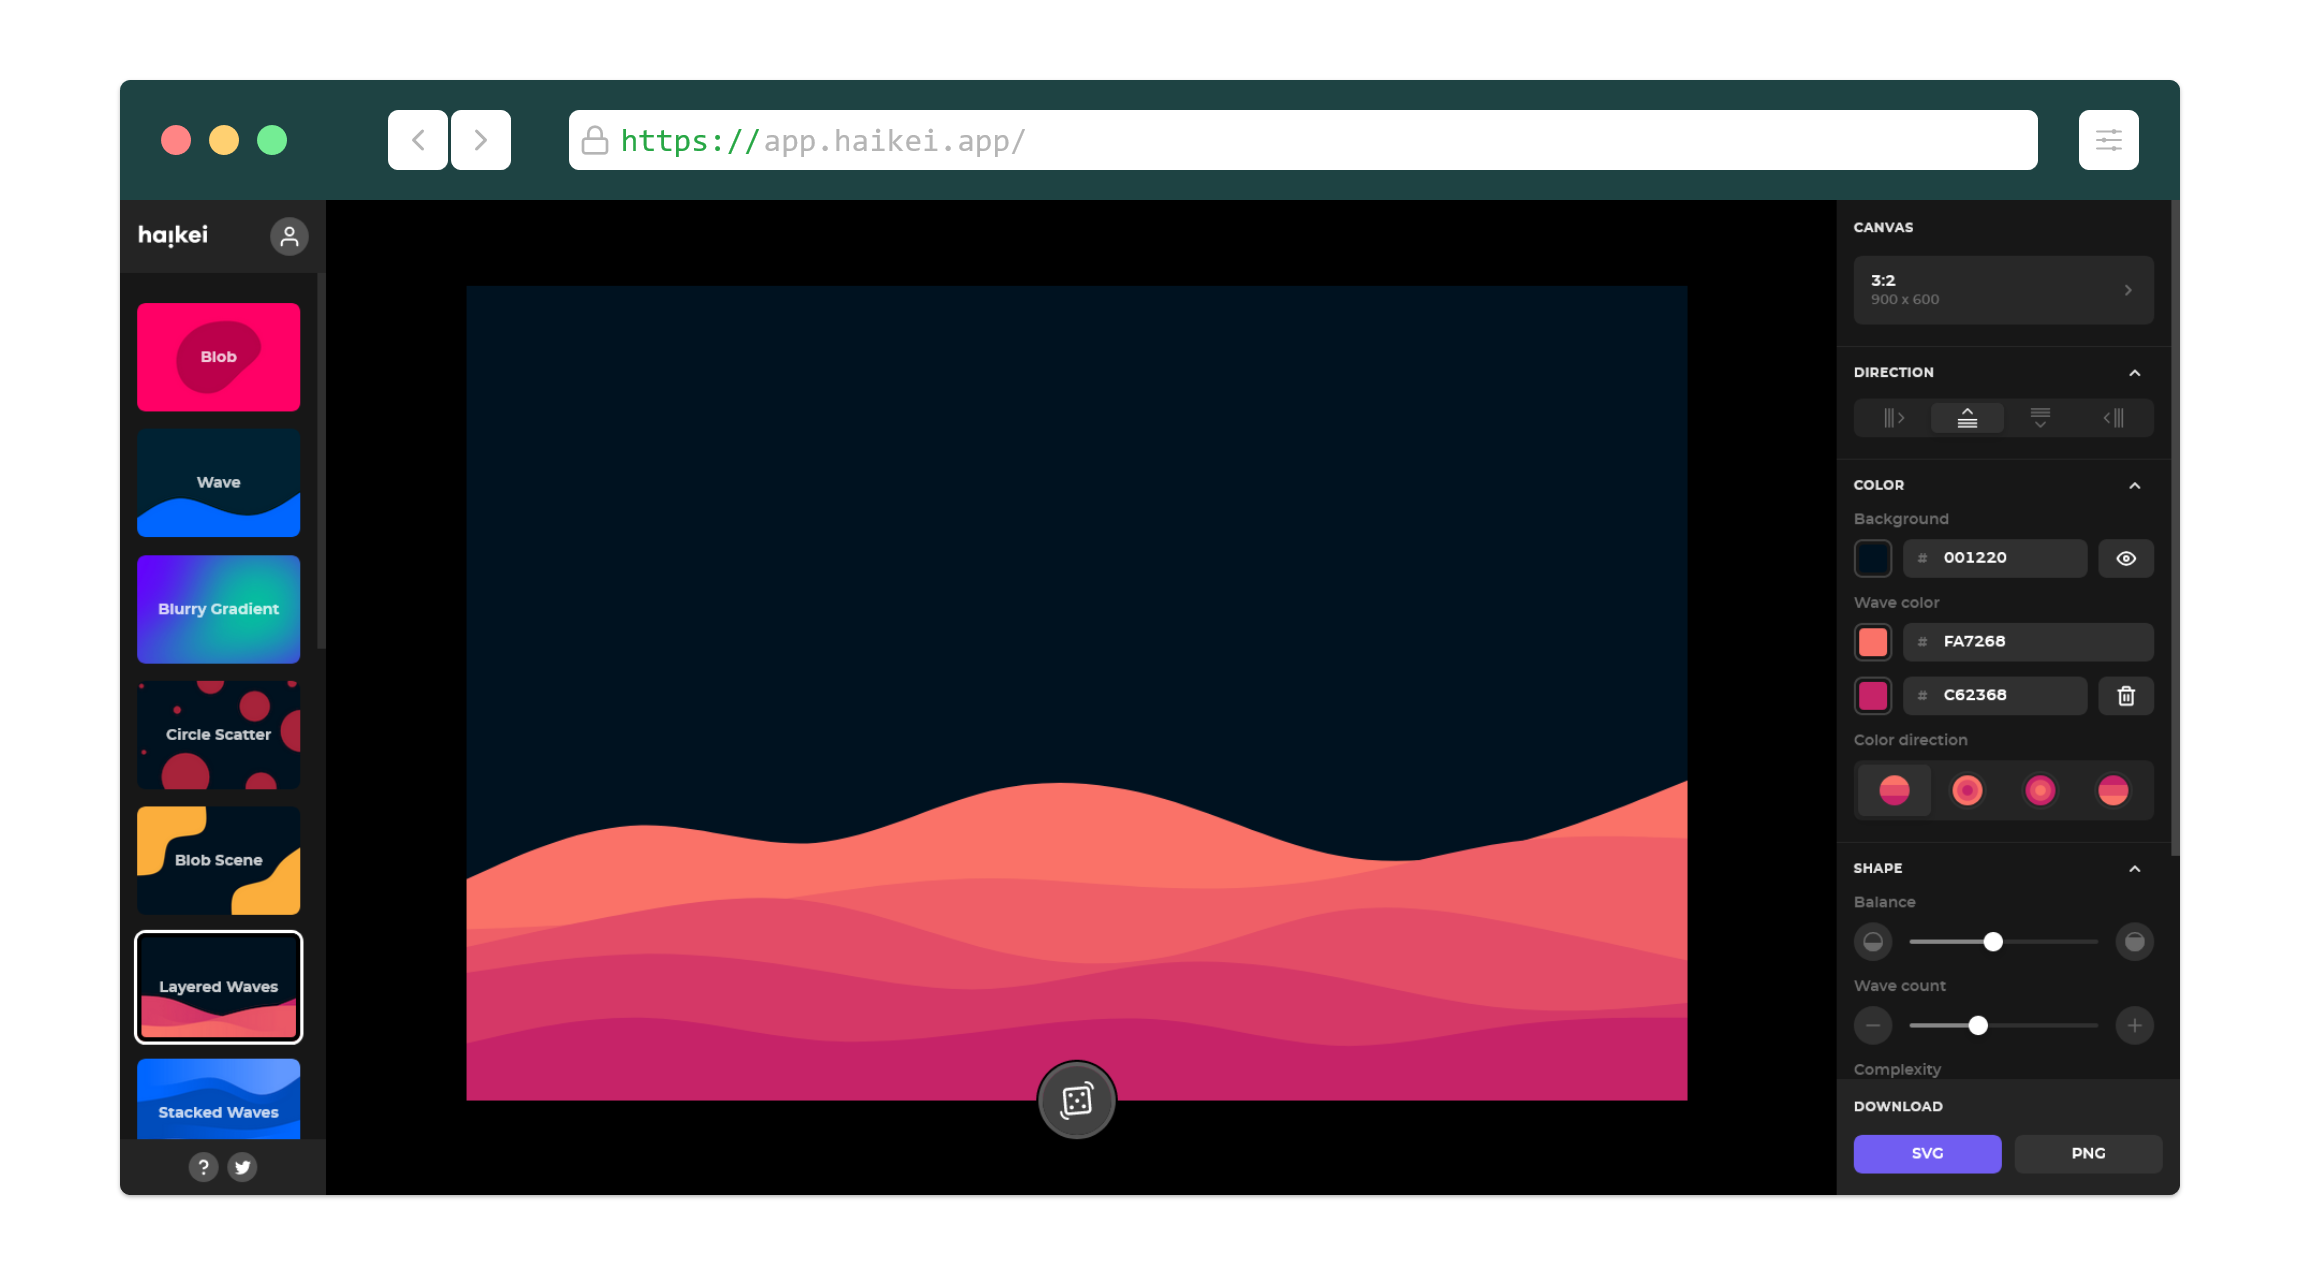 https://app.haikei.app/
haikei
Blob
Wave
Blurry Gradient
Circle Scatter
Blob Scene
Layered Waves
Stacked Waves
?
CANVAS
3:2
900 x 600
DIRECTION
COLOR
Background
# 001220
Wave color
# FA7268
# C62368
Color direction
SHAPE
Balance
Wave count
Complexity
DOWNLOAD
SVG
PNG